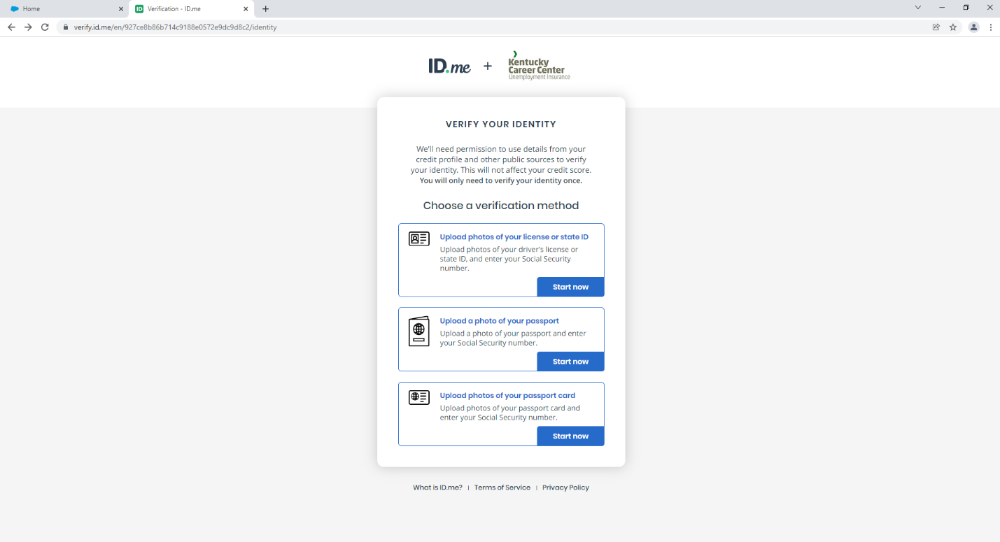 Home
ID Verification - ID.me
verify.id.me/en/927ce8b86b714c9188e0572e9dc9d8c2/identity
ID.me + Kentucky
Career Center
Unemployment Insurance
VERIFY YOUR IDENTITY
We'll need permission to use details from your
credit profile and other public sources to verify
your identity. This will not affect your credit score.
You will only need to verify your identity once.
Choose a verification method
Upload photos of your license or state ID
Upload photos of your driver's license or
state ID, and enter your Social Security
number.
Start now
Upload a photo of your passport
Upload a photo of your passport and enter
your Social Security number.
Start now
Upload photos of your passport card
Upload photos of your passport card and
enter your Social Security number.
Start now
What is ID.me? | Terms of Service | Privacy Policy